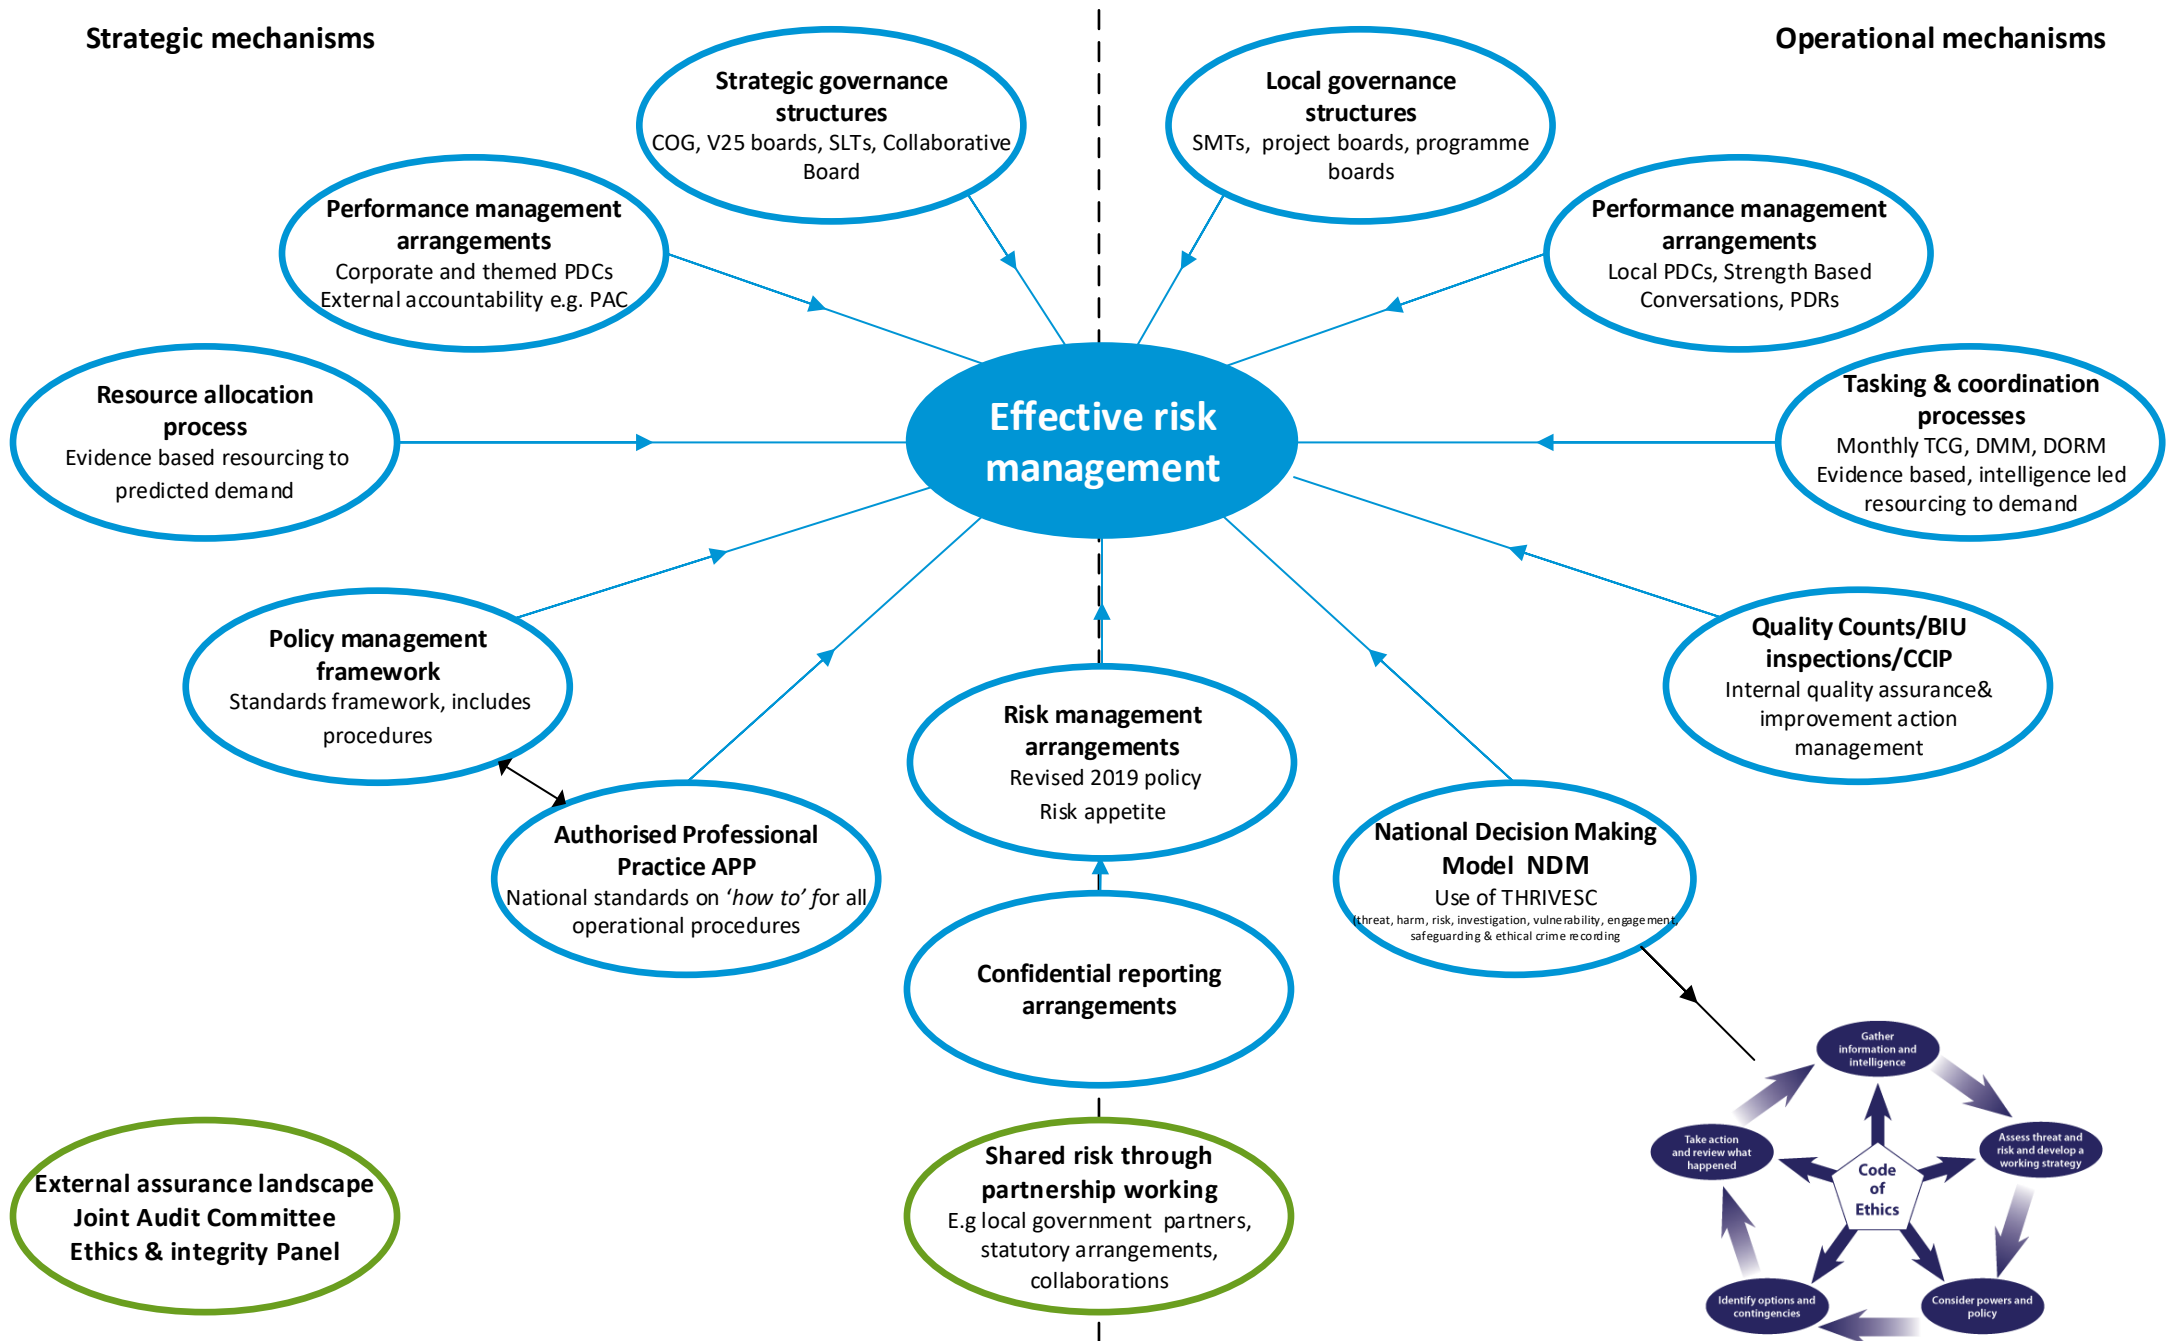 Strategic mechanisms
Operational mechanisms
Strategic governance
structures
COG, V25 boards, SLTs, Collaborative
Board
Local governance
structures
SMTs, project boards, programme
boards
Performance management
arrangements
Corporate and themed PDCs
External accountability e.g. PAC
Performance management
arrangements
Local PDCs, Strength Based
Conversations, PDRs
Resource allocation
process
Evidence based resourcing to
predicted demand
Effective risk
management
Tasking & coordination
processes
Monthly TCG, DMM, DORM
Evidence based, intelligence led
resourcing to demand
Policy management
framework
Standards framework, includes
procedures
Quality Counts/BIU
inspections/CCIP
Internal quality assurance&
improvement action
management
Risk management
arrangements
Revised 2019 policy
Risk appetite
Authorised Professional
Practice APP
National standards on ‘how to’ for all
operational procedures
National Decision Making
Model NDM
Use of THRIVESC
(threat, harm, risk, investigation, vulnerability, engagement,
safeguarding & ethical crime recording
Confidential reporting
arrangements
External assurance landscape
Joint Audit Committee
Ethics & integrity Panel
Shared risk through
partnership working
E.g local government partners,
statutory arrangements,
collaborations
Gather
information and
intelligence
Assess threat and
risk and develop a
working strategy
Consider powers and
policy
Identify options and
contingencies
Take action
and review what
happened
Code
of
Ethics